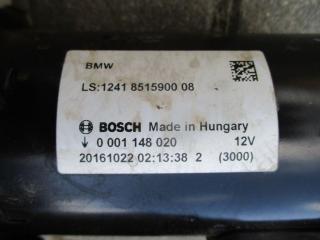 BMW
LS:1241 8515900 08
BOSCH Made in Hungary
↓ 0 001 148 020 12V
20161022 02:13:38 2 (3000)